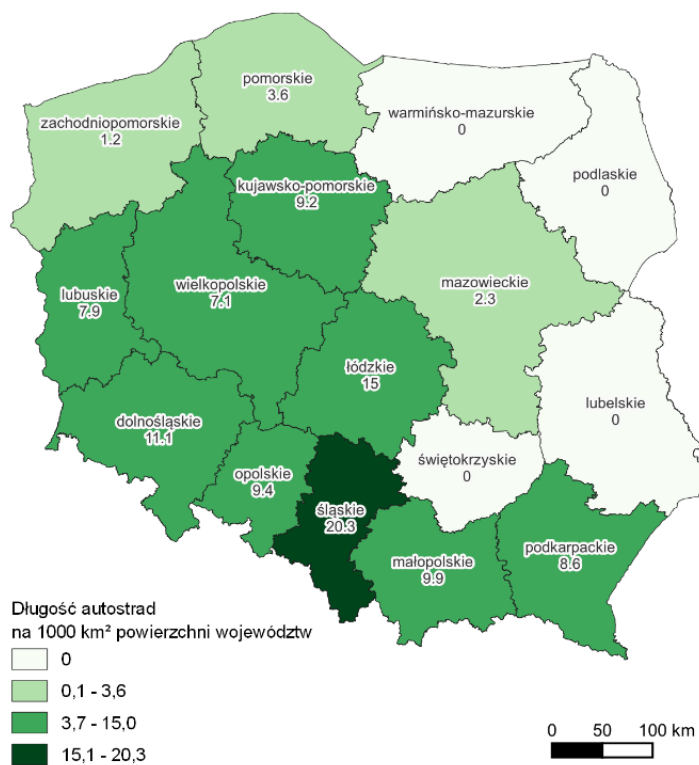 pomorskie
3.6
zachodniopomorskie
1.2
warmińsko-mazurskie
0
podlaskie
0
kujawsko-pomorskie
9.2
lubuskie
7.9
wielkopolskie
7.1
mazowieckie
2.3
łódzkie
15
lubelskie
0
dolnośląskie
11.1
opolskie
9.4
śląskie
20.3
świętokrzyskie
0
małopolskie
9.9
podkarpackie
8.6
Długość autostrad
na 1000 km² powierzchni województw
0
0,1 - 3,6
3,7 - 15,0
15,1 - 20,3
0 50 100 km